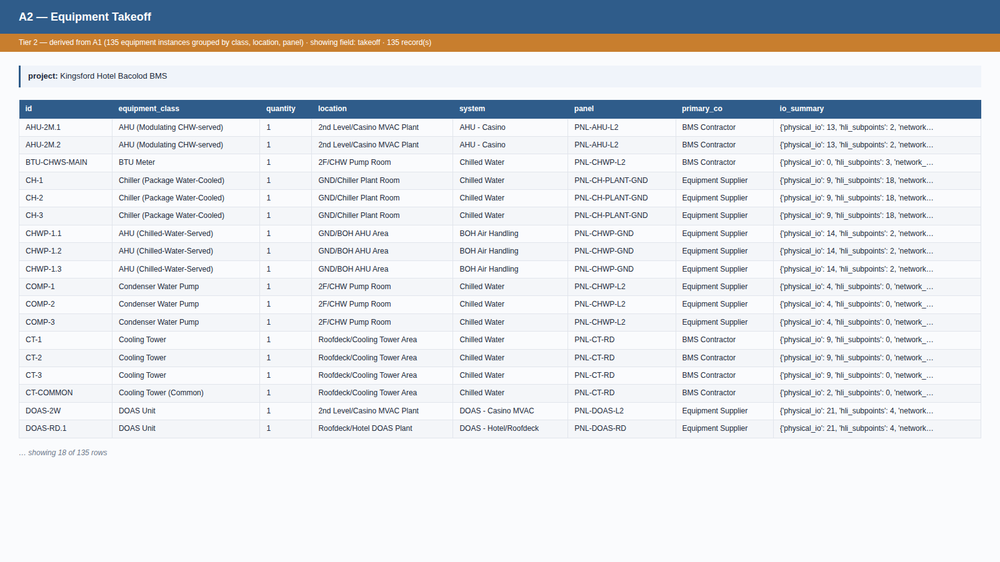 A2 — Equipment Takeoff
Tier 2 — derived from A1 (135 equipment instances grouped by class, location, panel) · showing field: takeoff · 135 record(s)
project: Kingsford Hotel Bacolod BMS
id equipment_class quantity location system panel primary_co io_summary
AHU-2M.1 AHU (Modulating CHW-served) 1 2nd Level/Casino MVAC Plant AHU - Casino PNL-AHU-L2 BMS Contractor {'physical_io': 13, 'hli_subpoints': 2, 'network…
AHU-2M.2 AHU (Modulating CHW-served) 1 2nd Level/Casino MVAC Plant AHU - Casino PNL-AHU-L2 BMS Contractor {'physical_io': 13, 'hli_subpoints': 2, 'network…
BTU-CHWS-MAIN BTU Meter 1 2F/CHW Pump Room Chilled Water PNL-CHWP-L2 BMS Contractor {'physical_io': 0, 'hli_subpoints': 3, 'network_…
CH-1 Chiller (Package Water-Cooled) 1 GND/Chiller Plant Room Chilled Water PNL-CH-PLANT-GND Equipment Supplier {'physical_io': 9, 'hli_subpoints': 18, 'network…
CH-2 Chiller (Package Water-Cooled) 1 GND/Chiller Plant Room Chilled Water PNL-CH-PLANT-GND Equipment Supplier {'physical_io': 9, 'hli_subpoints': 18, 'network…
CH-3 Chiller (Package Water-Cooled) 1 GND/Chiller Plant Room Chilled Water PNL-CH-PLANT-GND Equipment Supplier {'physical_io': 9, 'hli_subpoints': 18, 'network…
CHWP-1.1 AHU (Chilled-Water-Served) 1 GND/BOH AHU Area BOH Air Handling PNL-CHWP-GND Equipment Supplier {'physical_io': 14, 'hli_subpoints': 2, 'network…
CHWP-1.2 AHU (Chilled-Water-Served) 1 GND/BOH AHU Area BOH Air Handling PNL-CHWP-GND Equipment Supplier {'physical_io': 14, 'hli_subpoints': 2, 'network…
CHWP-1.3 AHU (Chilled-Water-Served) 1 GND/BOH AHU Area BOH Air Handling PNL-CHWP-GND Equipment Supplier {'physical_io': 14, 'hli_subpoints': 2, 'network…
COMP-1 Condenser Water Pump 1 2F/CHW Pump Room Chilled Water PNL-CHWP-L2 Equipment Supplier {'physical_io': 4, 'hli_subpoints': 0, 'network_…
COMP-2 Condenser Water Pump 1 2F/CHW Pump Room Chilled Water PNL-CHWP-L2 Equipment Supplier {'physical_io': 4, 'hli_subpoints': 0, 'network_…
COMP-3 Condenser Water Pump 1 2F/CHW Pump Room Chilled Water PNL-CHWP-L2 Equipment Supplier {'physical_io': 4, 'hli_subpoints': 0, 'network_…
CT-1 Cooling Tower 1 Roofdeck/Cooling Tower Area Chilled Water PNL-CT-RD BMS Contractor {'physical_io': 9, 'hli_subpoints': 0, 'network_…
CT-2 Cooling Tower 1 Roofdeck/Cooling Tower Area Chilled Water PNL-CT-RD BMS Contractor {'physical_io': 9, 'hli_subpoints': 0, 'network_…
CT-3 Cooling Tower 1 Roofdeck/Cooling Tower Area Chilled Water PNL-CT-RD BMS Contractor {'physical_io': 9, 'hli_subpoints': 0, 'network_…
CT-COMMON Cooling Tower (Common) 1 Roofdeck/Cooling Tower Area Chilled Water PNL-CT-RD BMS Contractor {'physical_io': 2, 'hli_subpoints': 0, 'network_…
DOAS-2W DOAS Unit 1 2nd Level/Casino MVAC Plant DOAS - Casino MVAC PNL-DOAS-L2 Equipment Supplier {'physical_io': 21, 'hli_subpoints': 4, 'network…
DOAS-RD.1 DOAS Unit 1 Roofdeck/Hotel DOAS Plant DOAS - Hotel/Roofdeck PNL-DOAS-RD Equipment Supplier {'physical_io': 21, 'hli_subpoints': 4, 'network…
… showing 18 of 135 rows